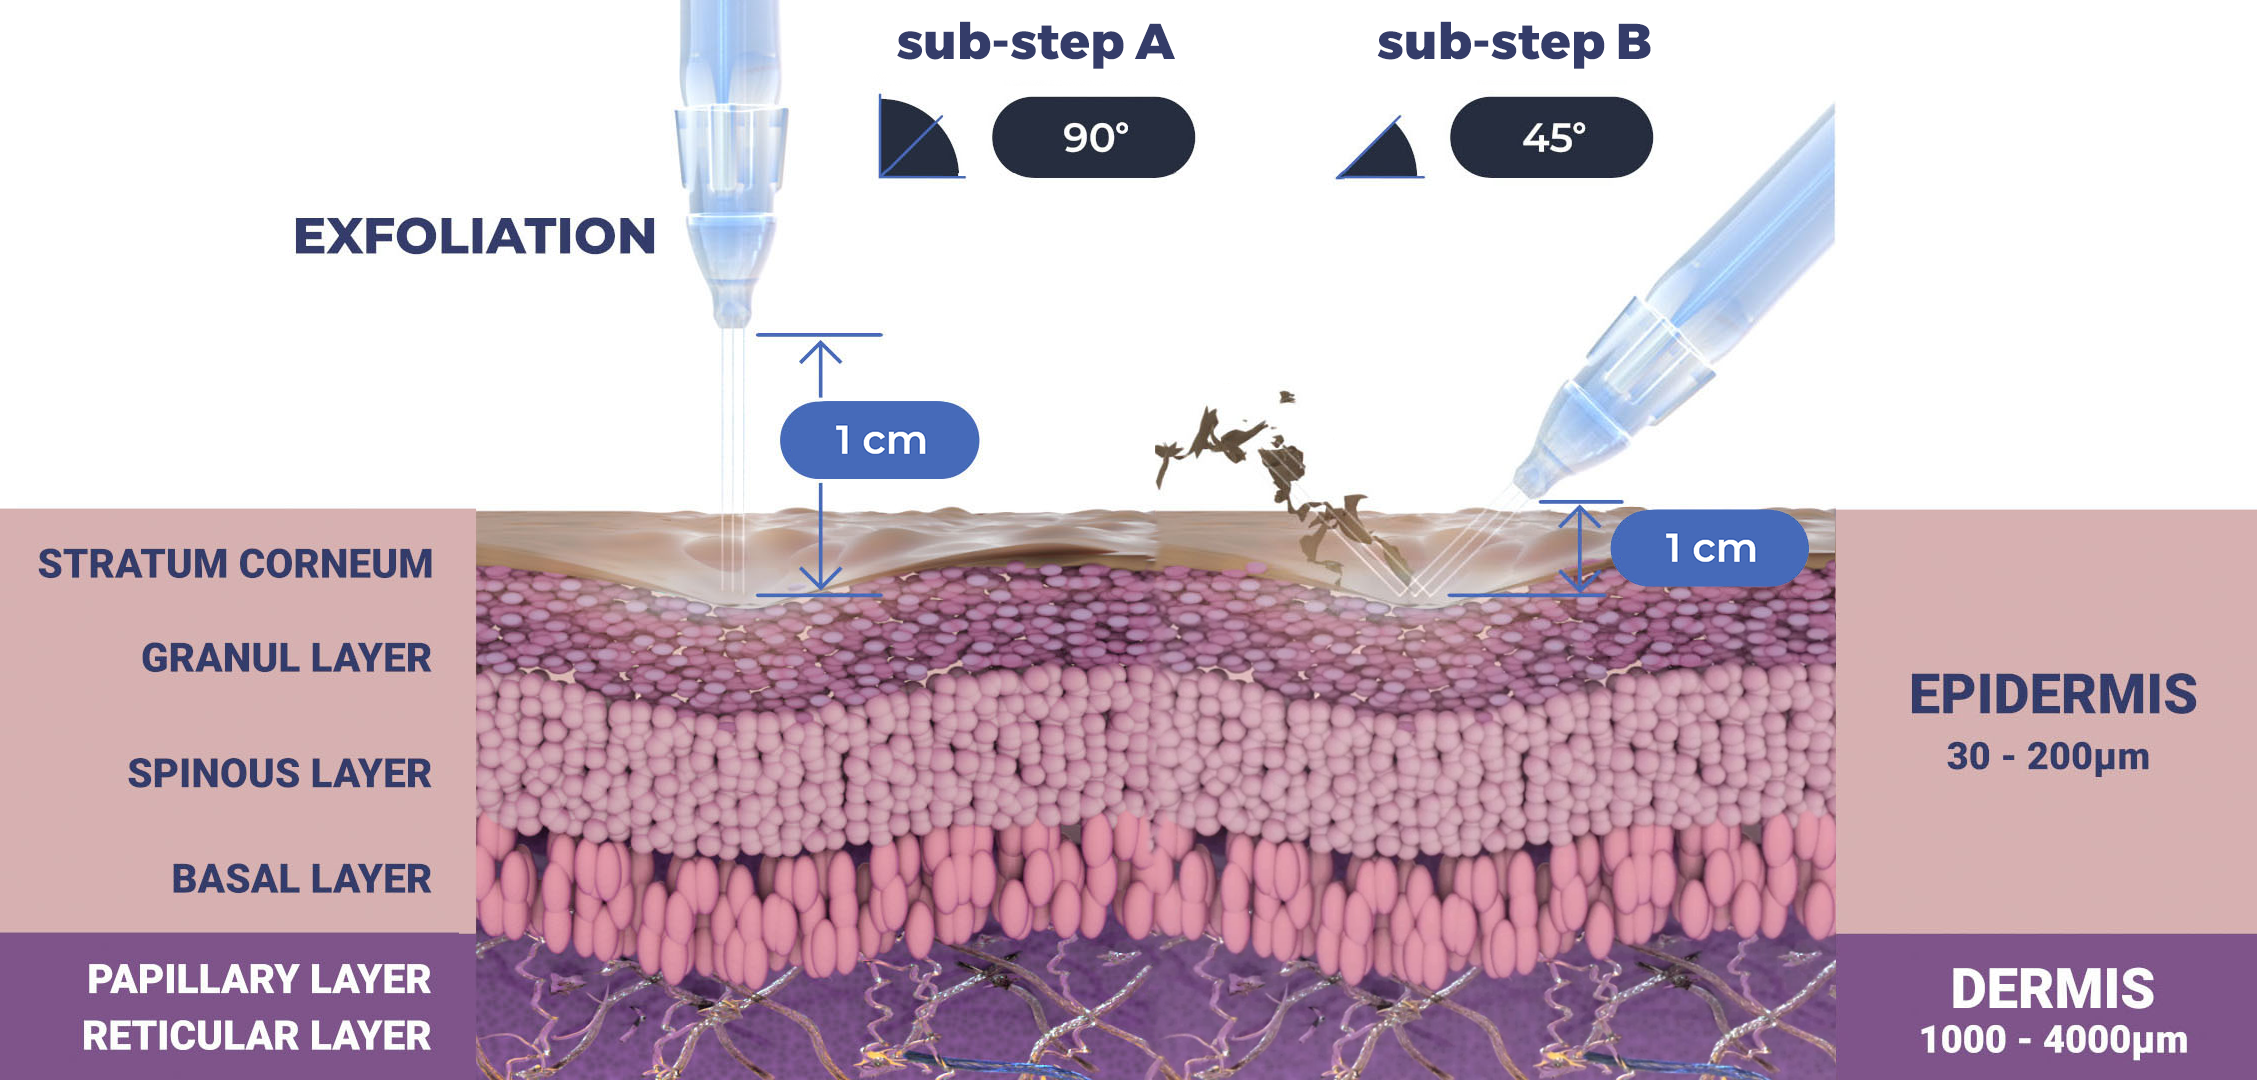 sub-step A
sub-step B
90°
45°
EXFOLIATION
1 cm
1 cm
STRATUM CORNEUM
GRANUL LAYER
SPINOUS LAYER
BASAL LAYER
PAPILLARY LAYER
RETICULAR LAYER
EPIDERMIS
30 - 200µm
DERMIS
1000 - 4000µm